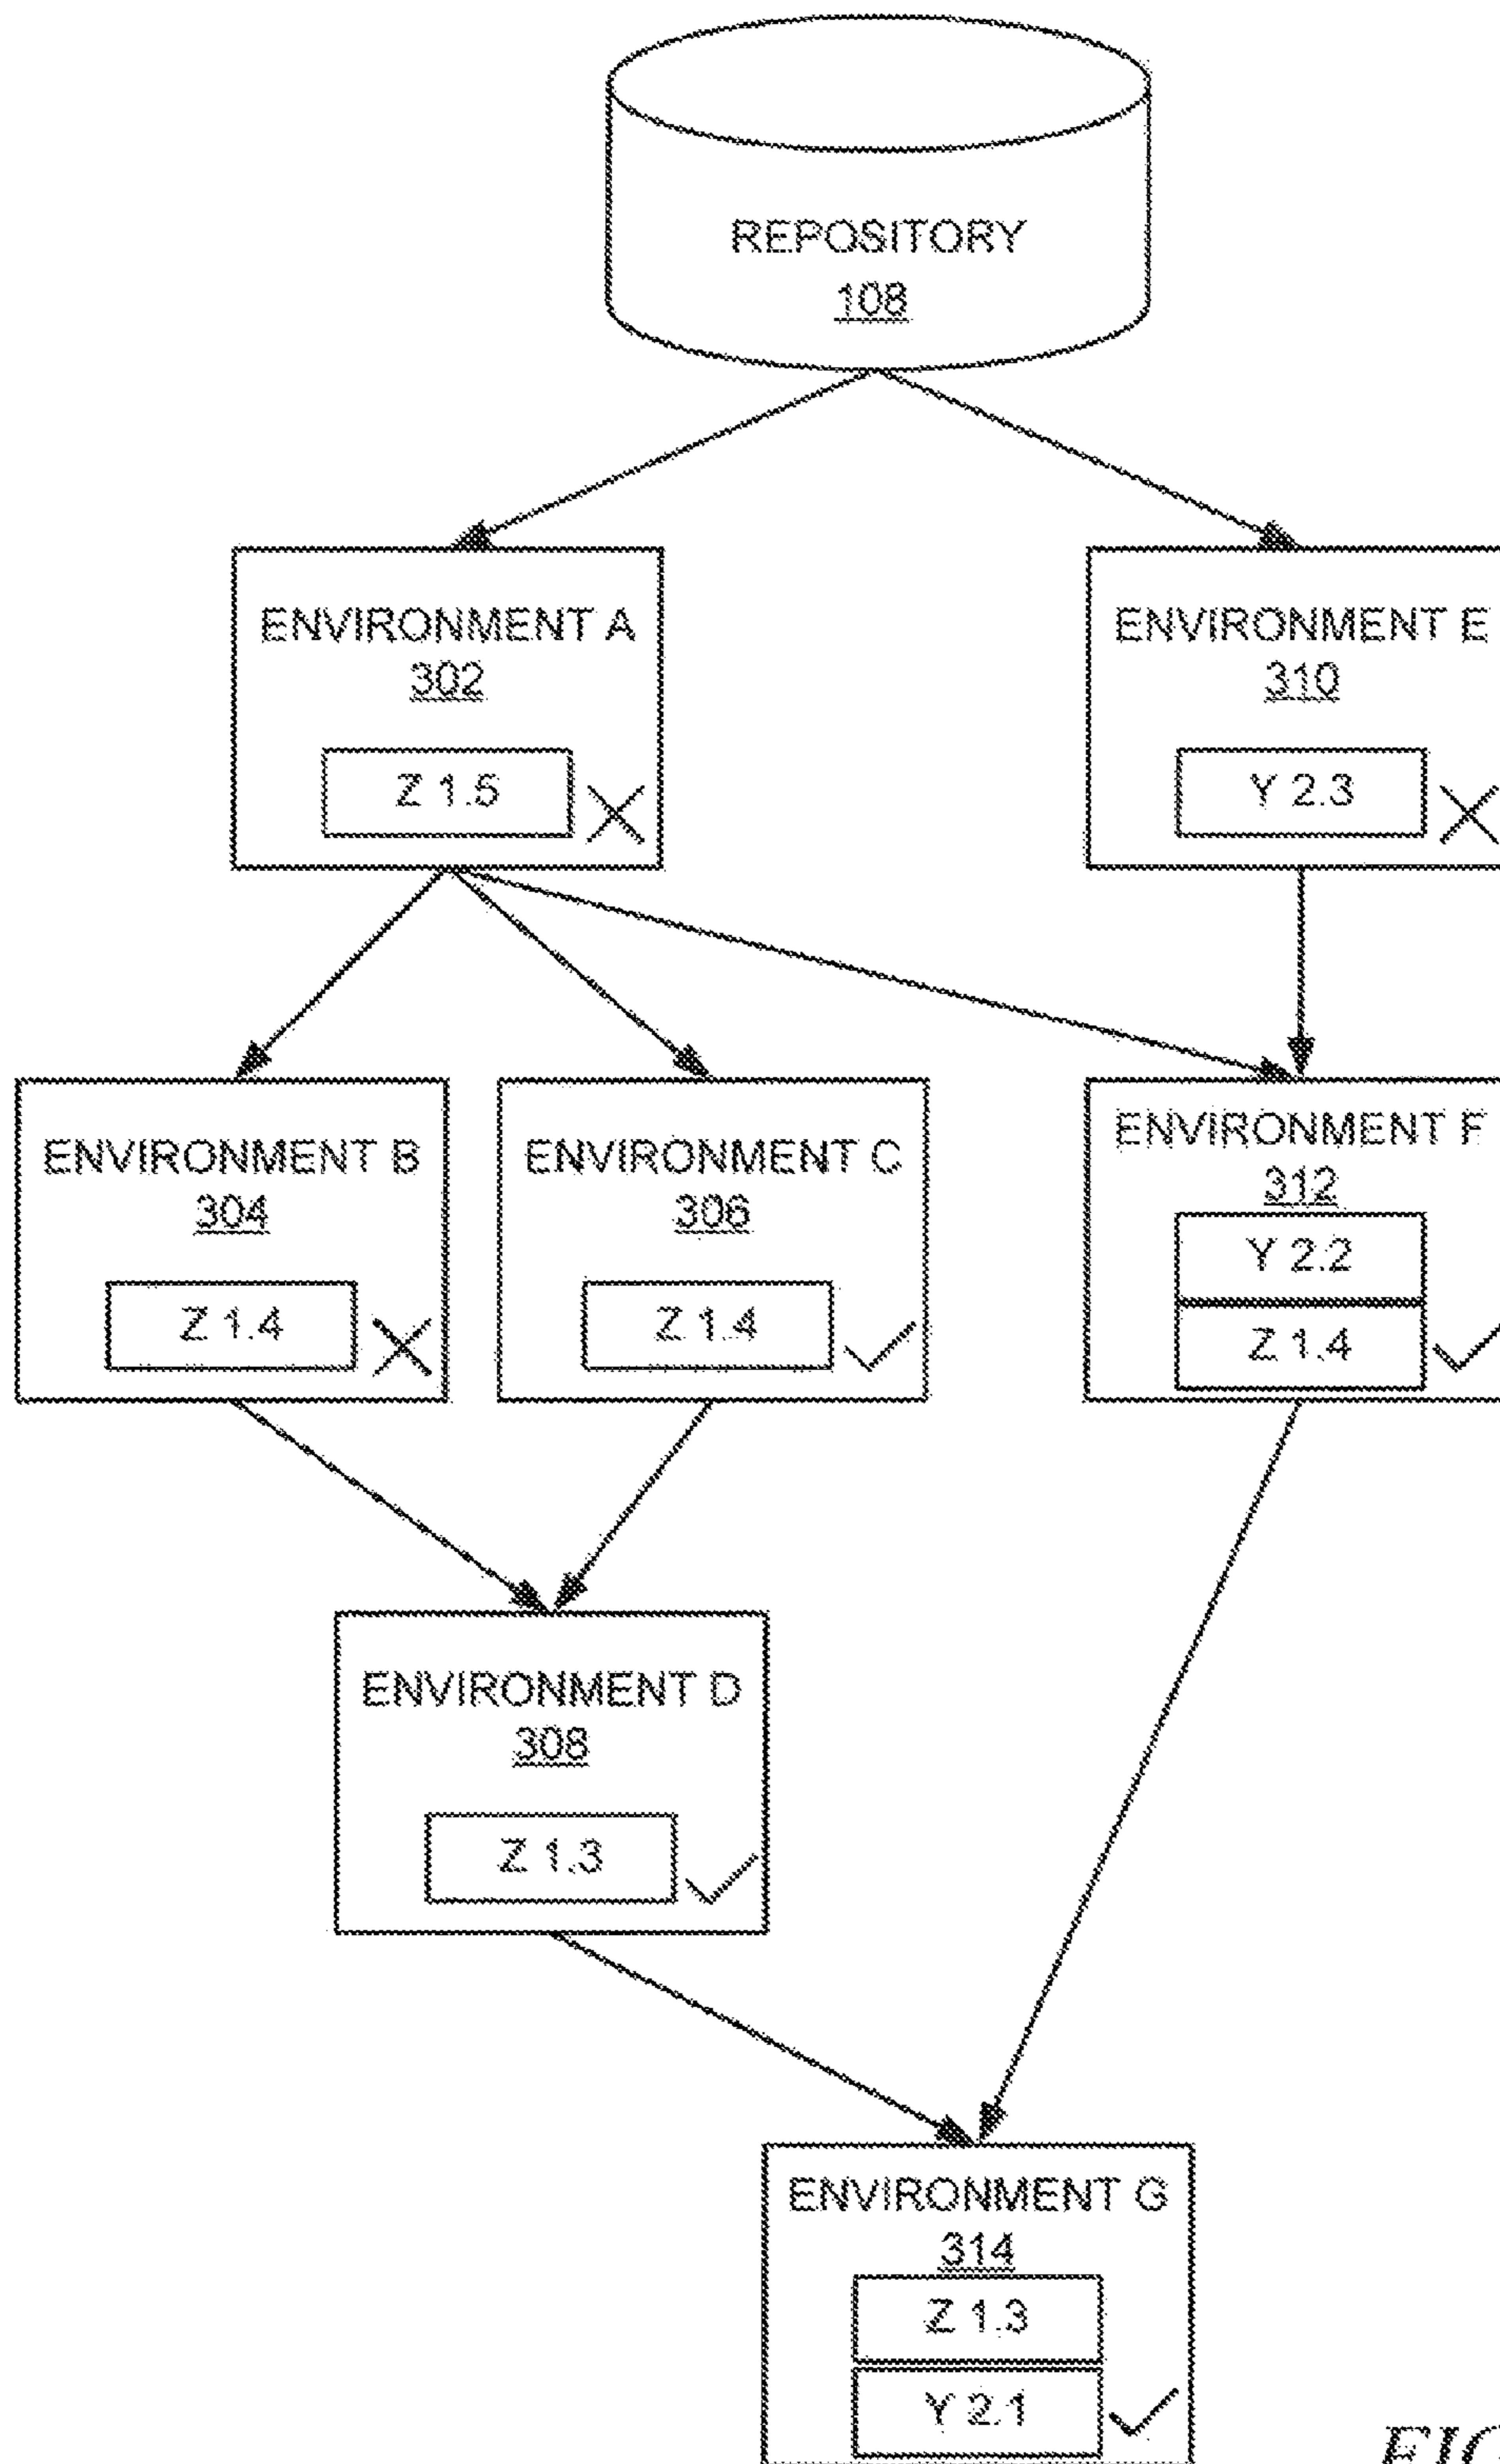 REPOSITORY
108
ENVIRONMENT A
302
Z 1.5
ENVIRONMENT E
310
Y 2.3
ENVIRONMENT B
304
Z 1.4
ENVIRONMENT C
306
Z 1.4
ENVIRONMENT F
312
Y 2.2
Z 1.4
ENVIRONMENT D
308
Z 1.3
ENVIRONMENT G
314
Z 1.3
Y 2.1